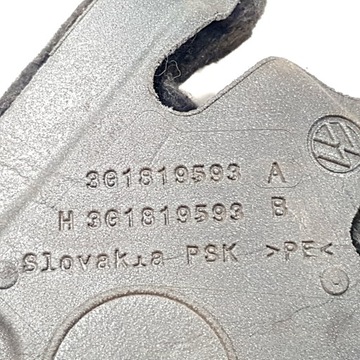 3G1819593 A
H 3G1819593 B
Slovakia PSK >PE<